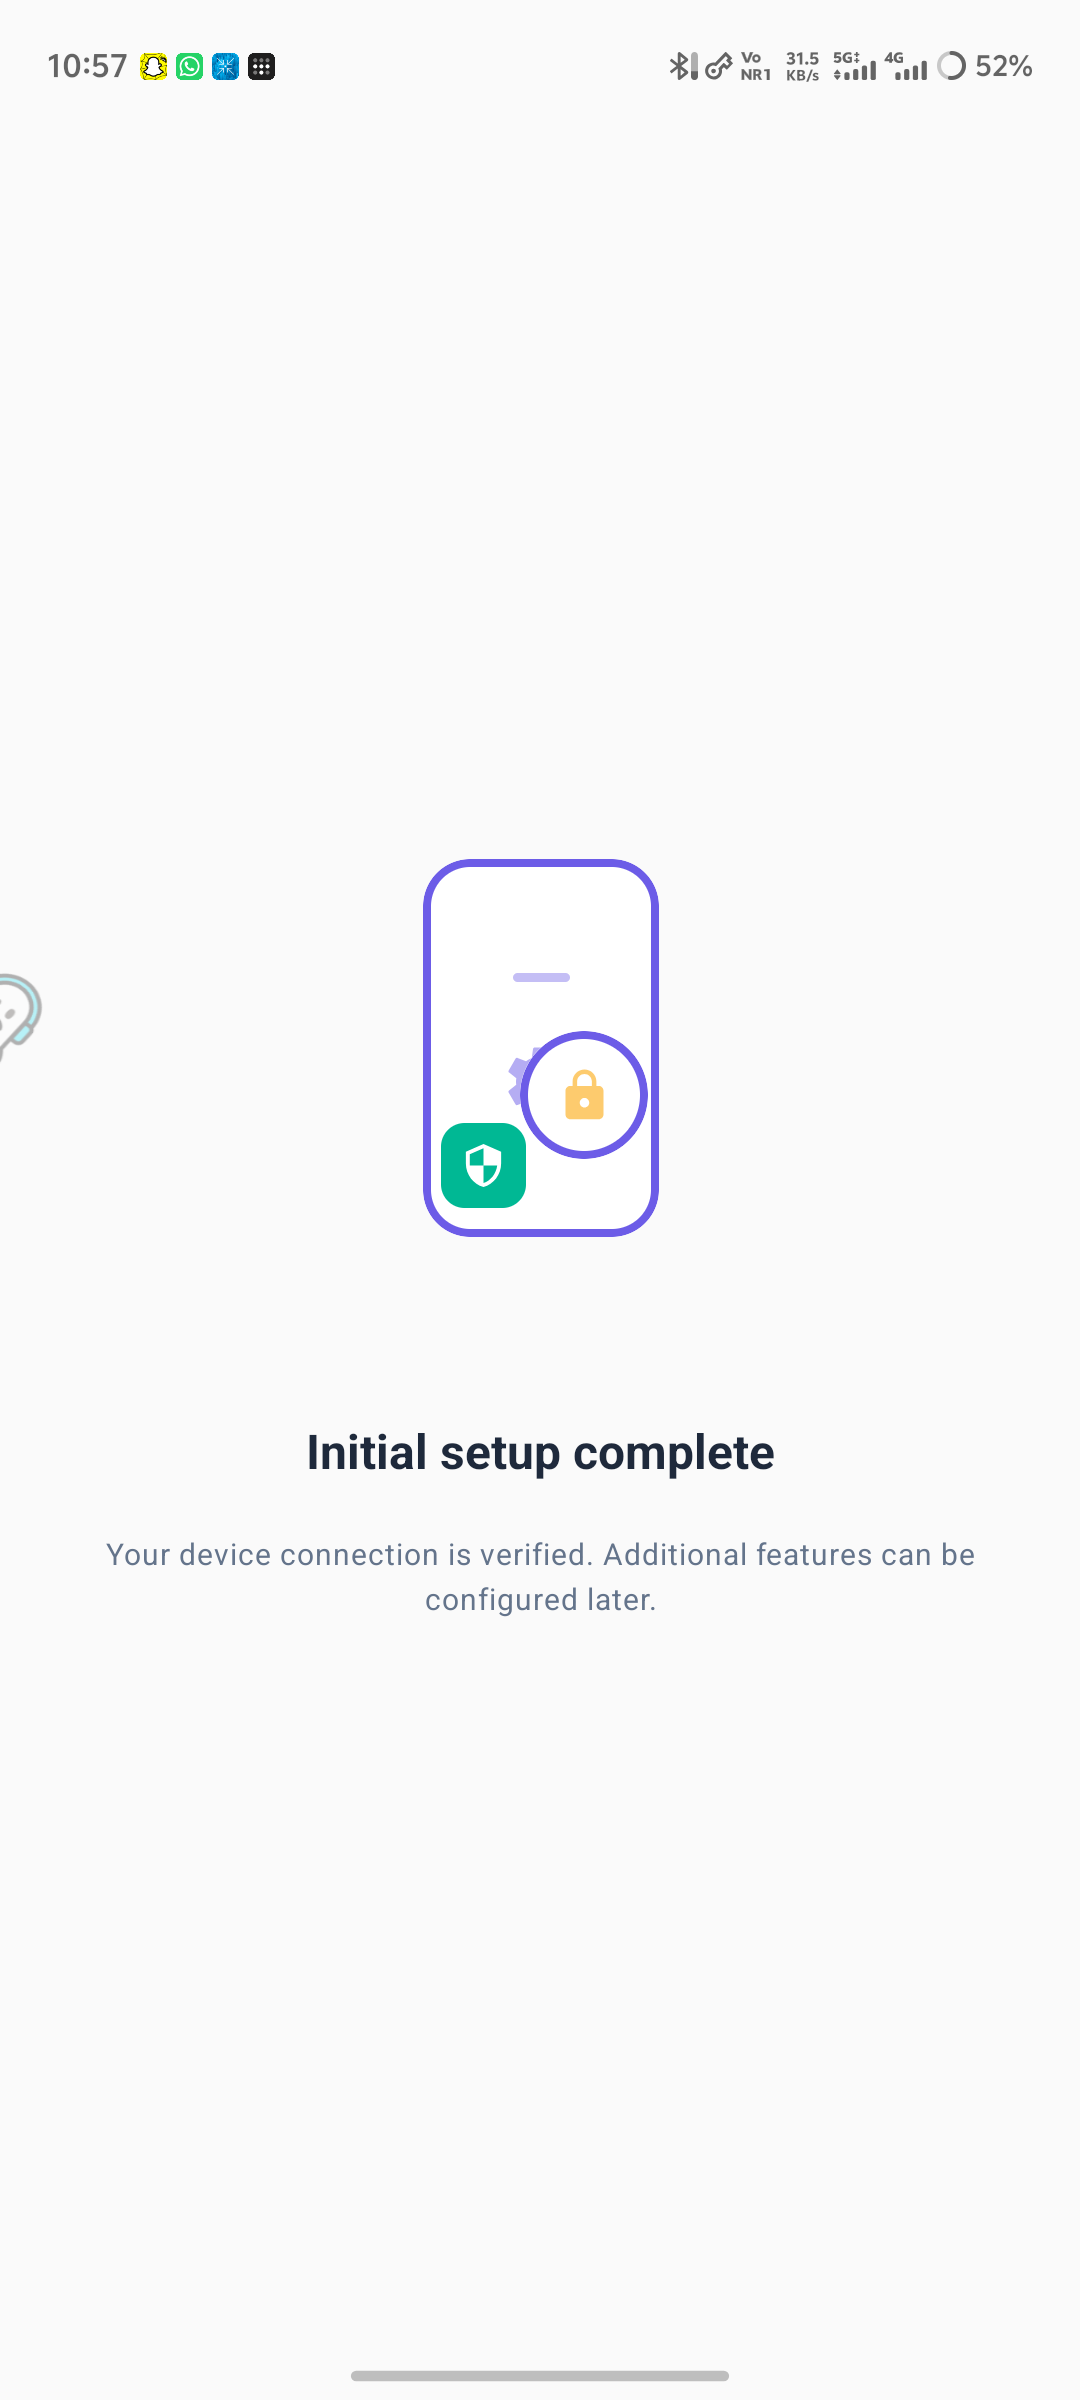 10:57
Vo
NR1
31.5
KB/s
5G
4G
52%
Initial setup complete
Your device connection is verified. Additional features can be
configured later.